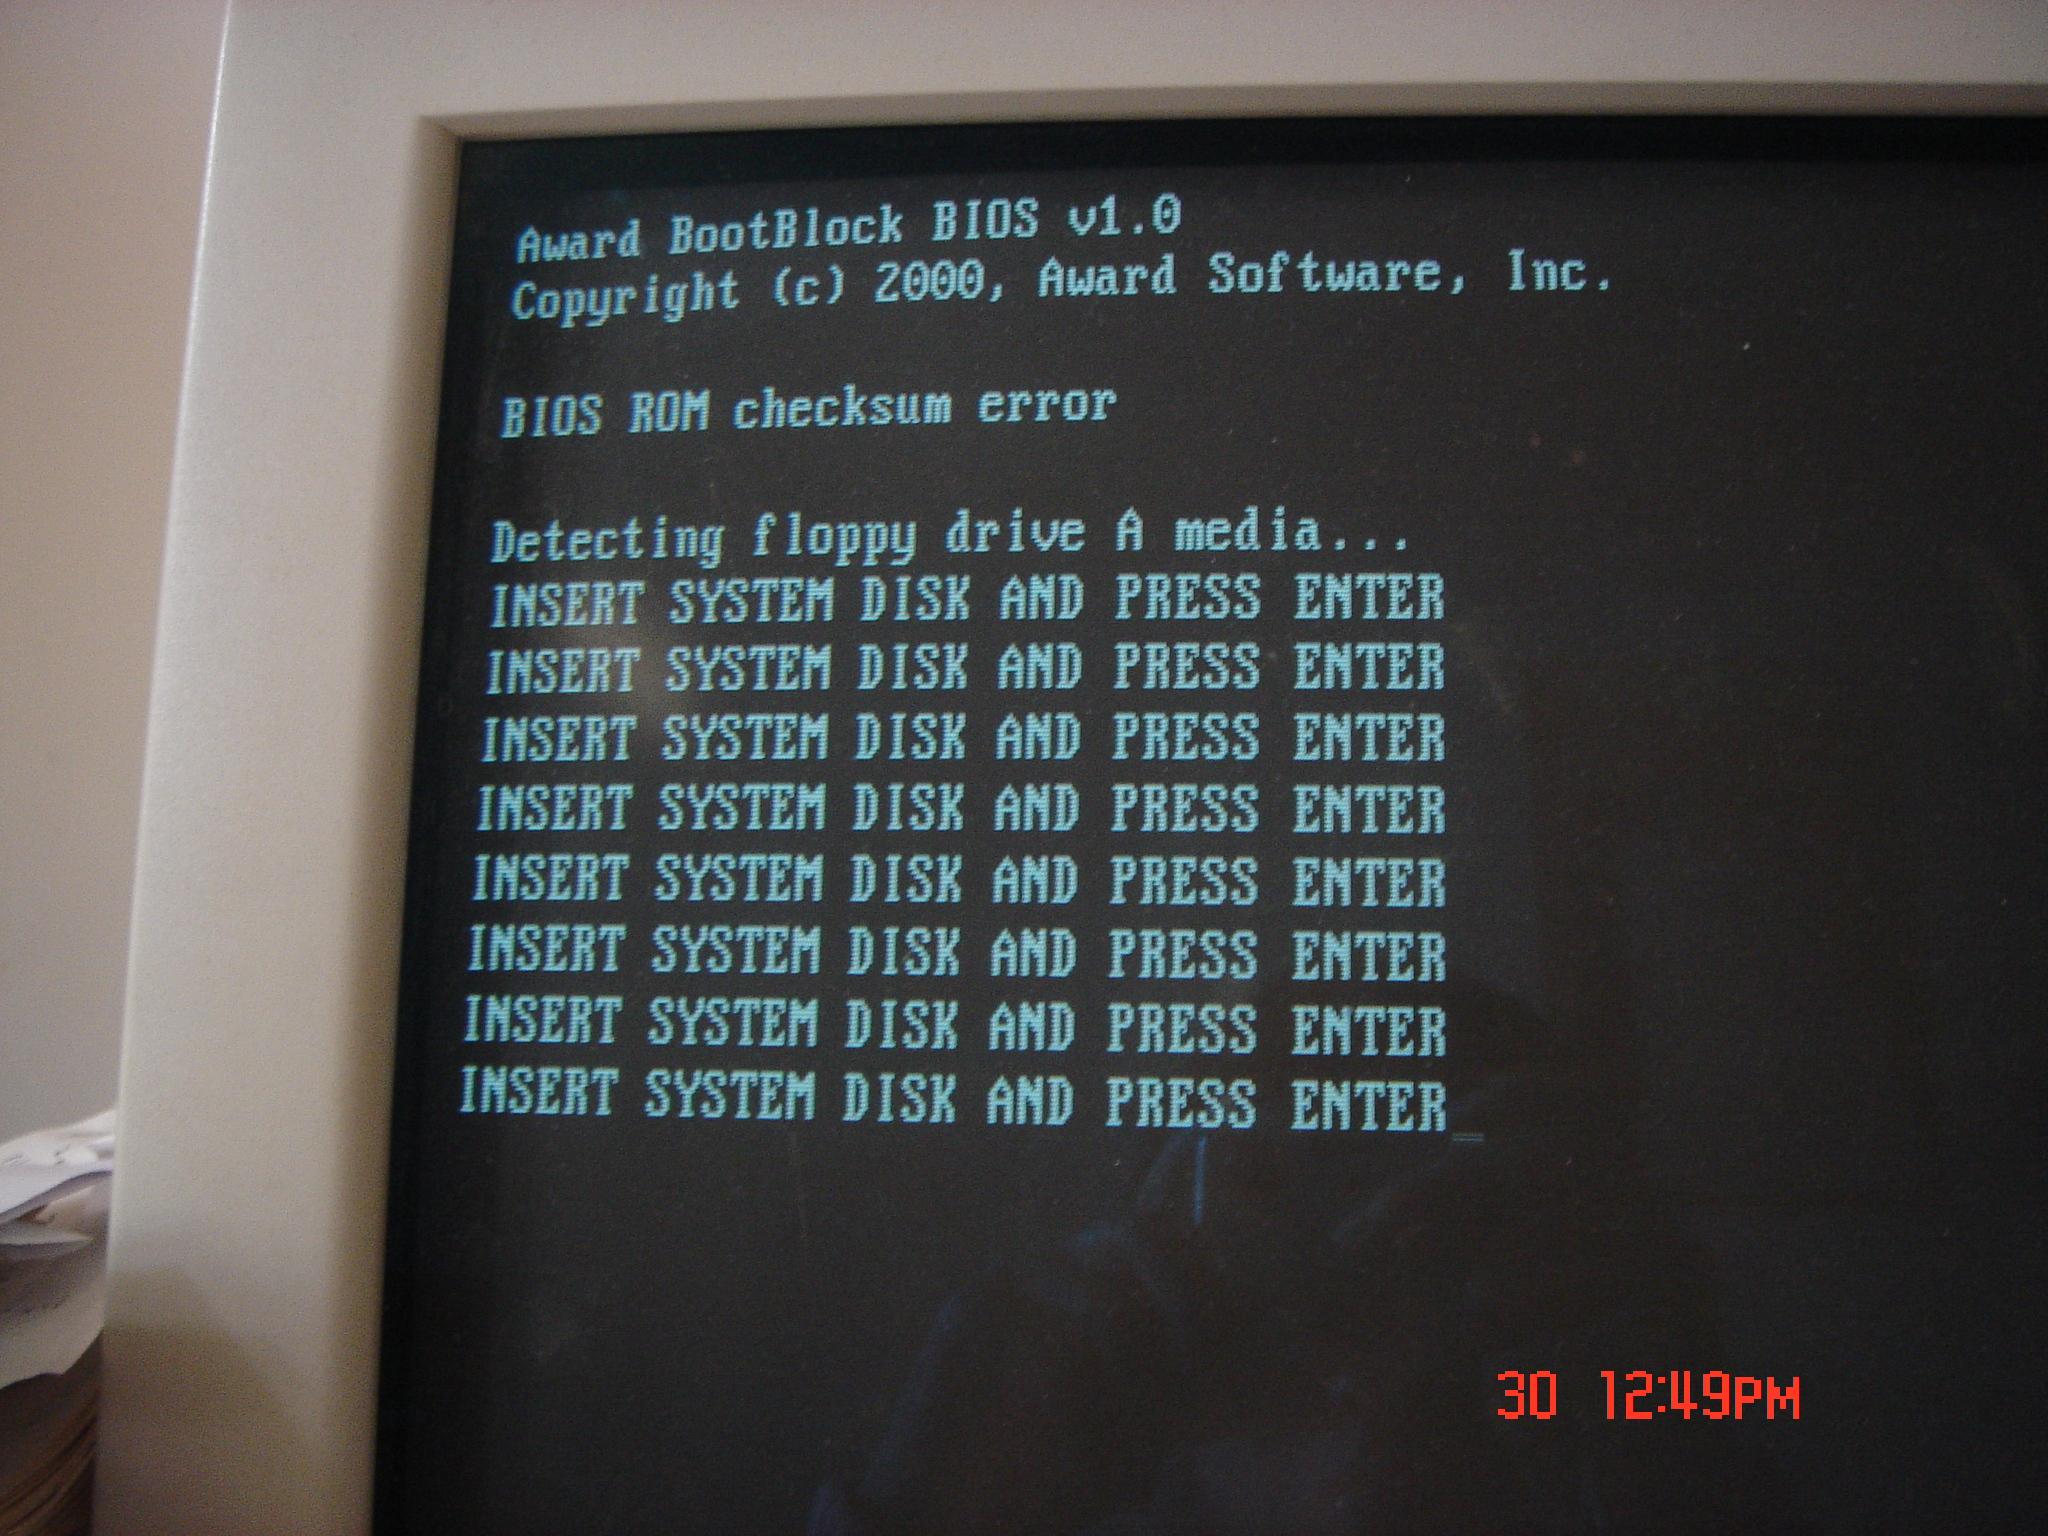 Award BootBlock BIOS v1.0
Copyright (c) 2000, Award Software, Inc.
BIOS ROM checksum error
Detecting floppy drive A media...
INSERT SYSTEM DISK AND PRESS ENTER
INSERT SYSTEM DISK AND PRESS ENTER
INSERT SYSTEM DISK AND PRESS ENTER
INSERT SYSTEM DISK AND PRESS ENTER
INSERT SYSTEM DISK AND PRESS ENTER
INSERT SYSTEM DISK AND PRESS ENTER
INSERT SYSTEM DISK AND PRESS ENTER
INSERT SYSTEM DISK AND PRESS ENTER_
30 12:49PM